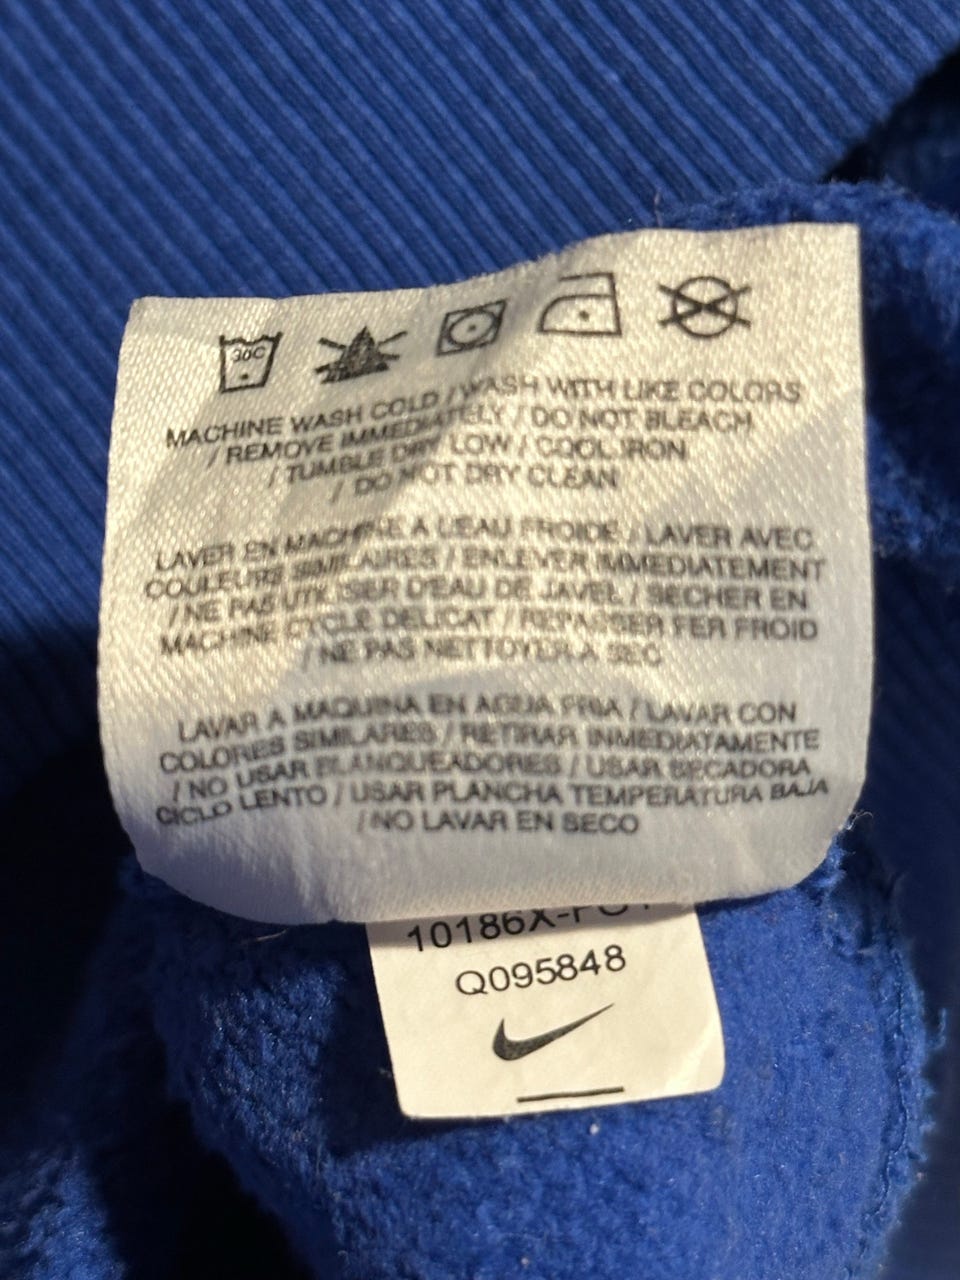 30C
MACHINE WASH COLD / WASH WITH LIKE COLORS
/ REMOVE IMMEDIATELY / DO NOT BLEACH
/ TUMBLE DRY LOW / COOL IRON
/ DO NOT DRY CLEAN
LAVER EN MACHINE A L'EAU FROIDE / LAVER AVEC
COULEURS SIMILAIRES / ENLEVER IMMEDIATEMENT
/ NE PAS UTILISER D'EAU DE JAVEL / SECHER EN
MACHINE CYCLE DELICAT / REPASSER FER FROID
/ NE PAS NETTOYER A SEC
LAVAR A MAQUINA EN AGUA FRIA / LAVAR CON
COLORES SIMILARES / RETIRAR INMEDIATAMENTE
/ NO USAR BLANQUEADORES / USAR SECADORA
CICLO LENTO / USAR PLANCHA TEMPERATURA BAJA
/ NO LAVAR EN SECO
Q095848